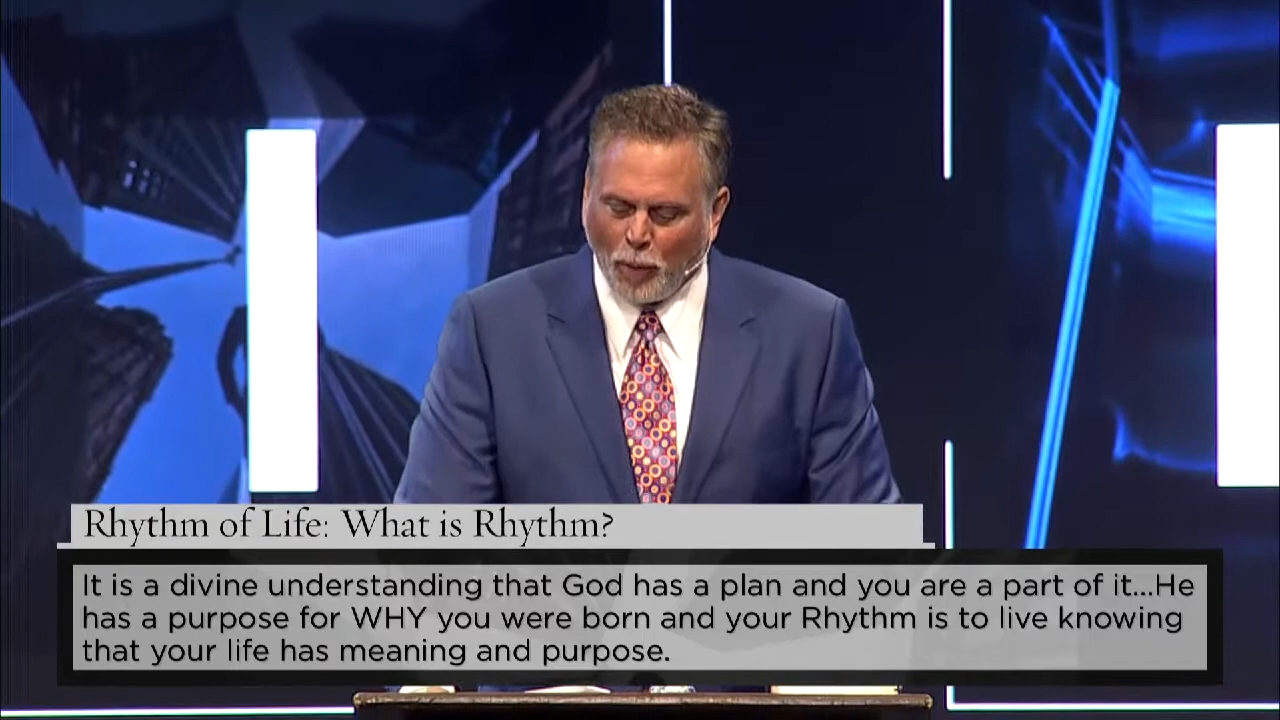 Rhythm of Life: What is Rhythm?
It is a divine understanding that God has a plan and you are a part of it...He
has a purpose for WHY you were born and your Rhythm is to live knowing
that your life has meaning and purpose.